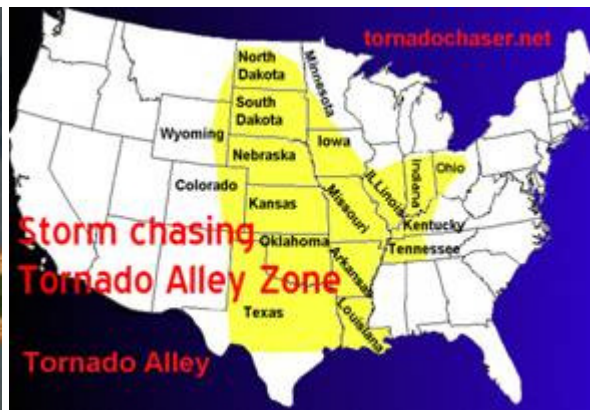 tornadochaser.net
North
Dakota
Minnesota
South
Dakota
Wyoming
Iowa
Nebraska
Ohio
Indiana
ILLinois
Colorado
Kansas
Missouri
Kentucky
Storm chasing
Oklahoma
Tennessee
Arkansas
Tornado Alley Zone
Texas
Louisiana
Tornado Alley